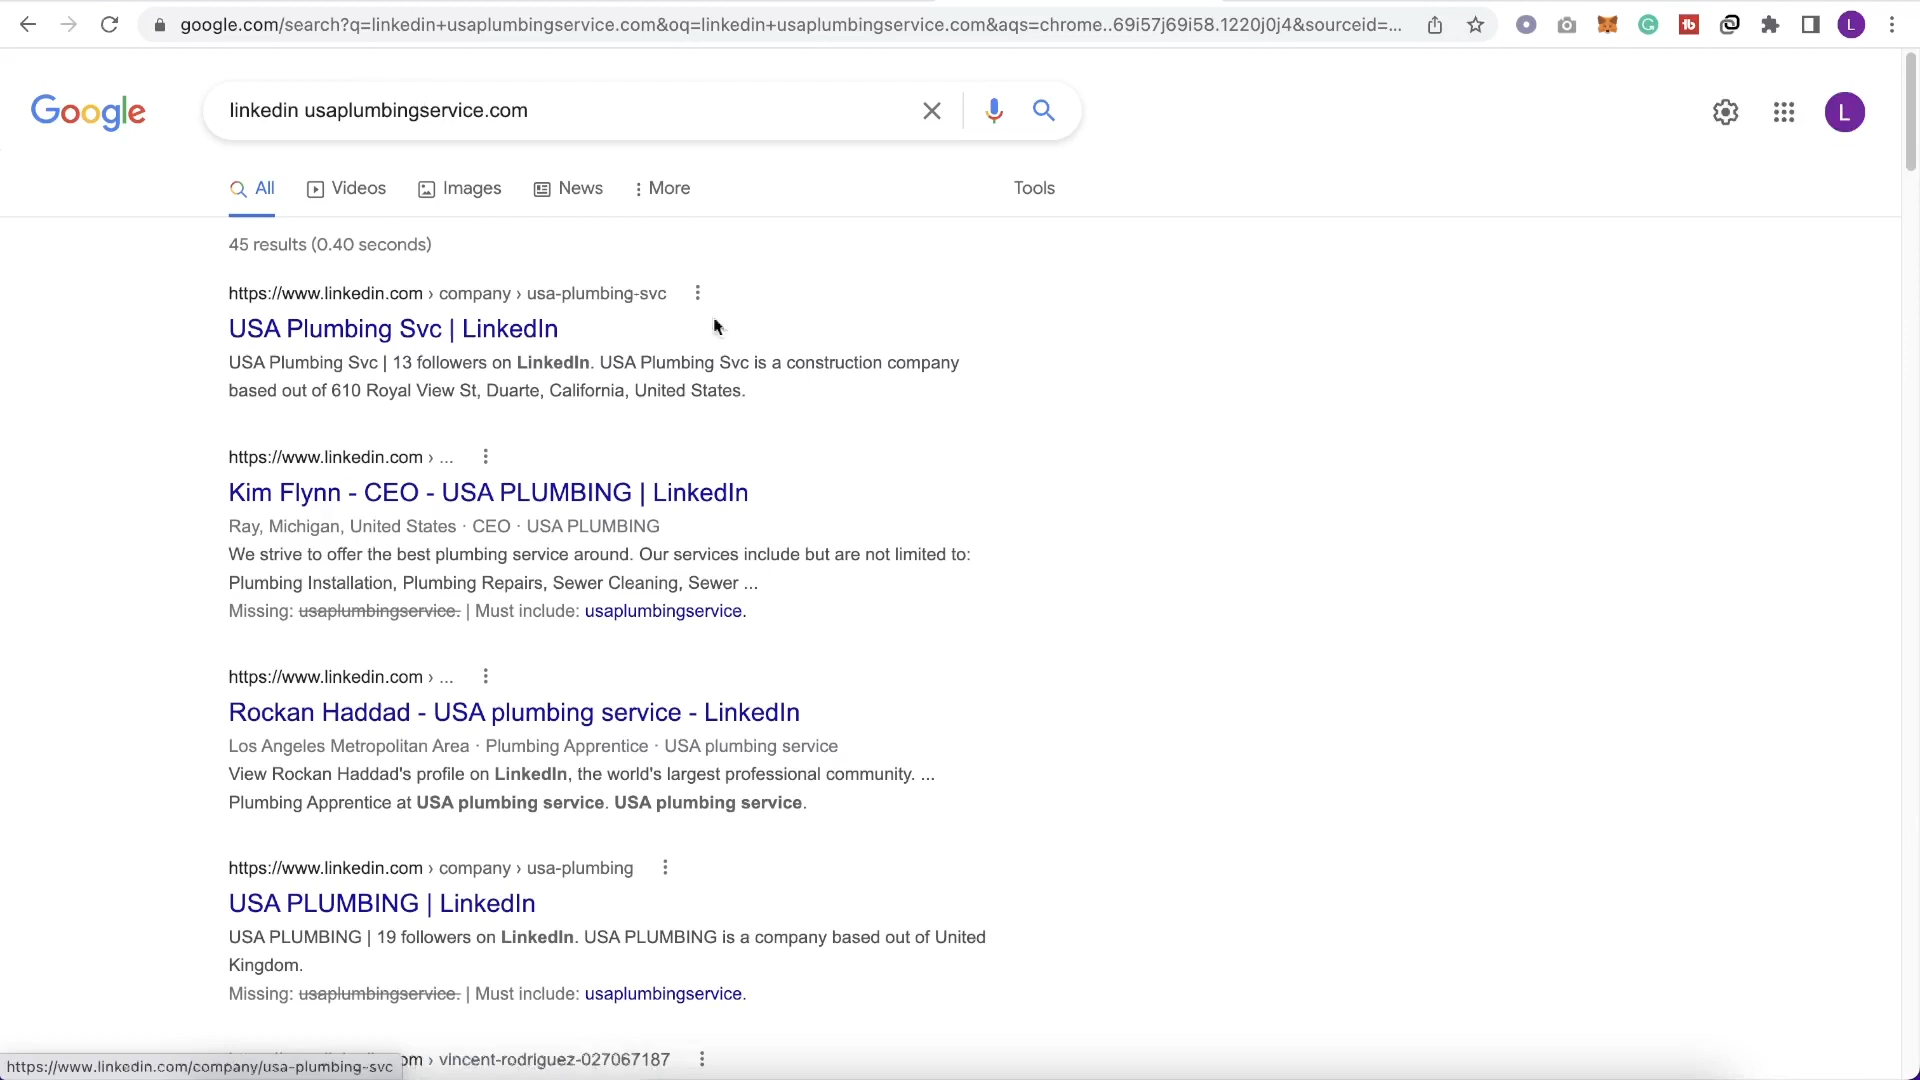 google.com/search?q=linkedin+usaplumbingservice.com&oq=linkedin+usaplumbingservice.com&aqs=chrome..69i57j69i58.1220j0j4&sourceid=...
L
Google
linkedin usaplumbingservice.com
L
All
Videos
Images
News
More
Tools
45 results (0.40 seconds)
https://www.linkedin.com › company › usa-plumbing-svc
USA Plumbing Svc | LinkedIn
USA Plumbing Svc | 13 followers on LinkedIn. USA Plumbing Svc is a construction company
based out of 610 Royal View St, Duarte, California, United States.
https://www.linkedin.com › ...
Kim Flynn - CEO - USA PLUMBING | LinkedIn
Ray, Michigan, United States · CEO · USA PLUMBING
We strive to offer the best plumbing service around. Our services include but are not limited to:
Plumbing Installation, Plumbing Repairs, Sewer Cleaning, Sewer ...
Missing: usaplumbingservice. | Must include: usaplumbingservice.
https://www.linkedin.com › ...
Rockan Haddad - USA plumbing service - LinkedIn
Los Angeles Metropolitan Area · Plumbing Apprentice · USA plumbing service
View Rockan Haddad's profile on LinkedIn, the world's largest professional community. ...
Plumbing Apprentice at USA plumbing service. USA plumbing service.
https://www.linkedin.com › company › usa-plumbing
USA PLUMBING | LinkedIn
USA PLUMBING | 19 followers on LinkedIn. USA PLUMBING is a company based out of United
Kingdom.
Missing: usaplumbingservice. | Must include: usaplumbingservice.
om › vincent-rodriguez-027067187
https://www.linkedin.com/company/usa-plumbing-svc